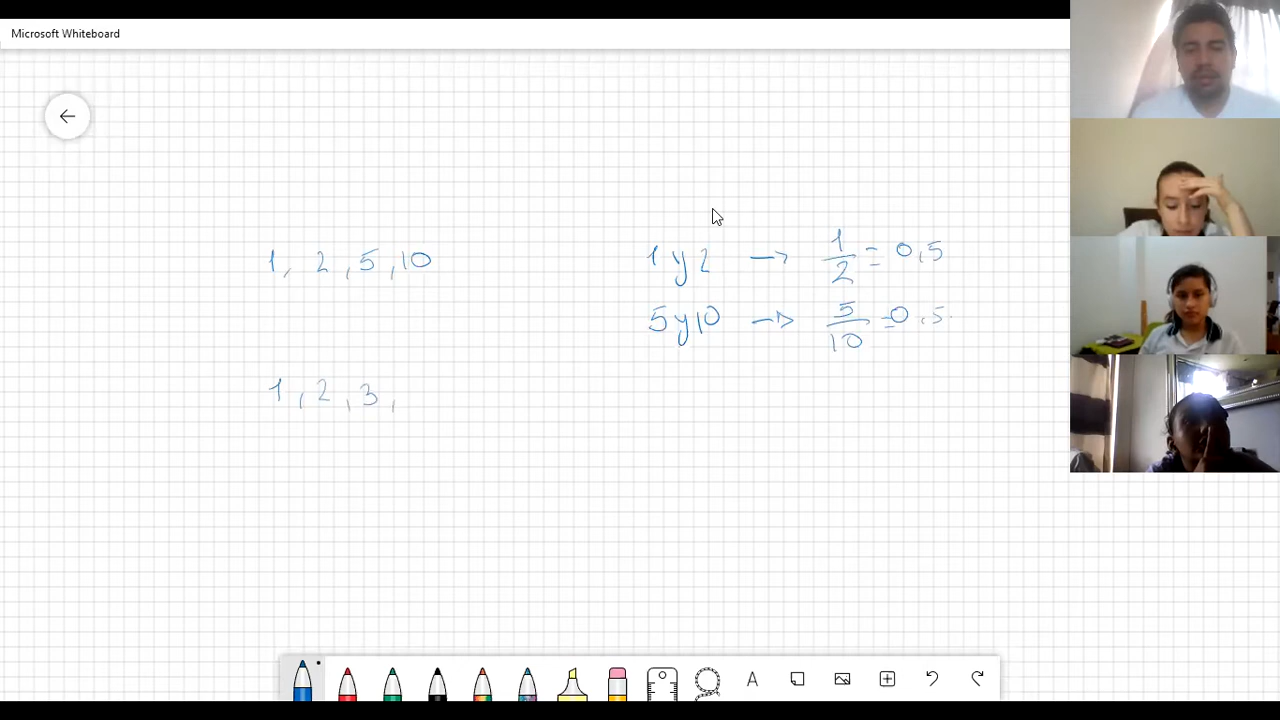 Microsoft Whiteboard
1, 2, 5, 10
1 y 2 → 1/2 = 0,5
5 y 10 → 5/10 = 0,5.
1, 2, 3,
A